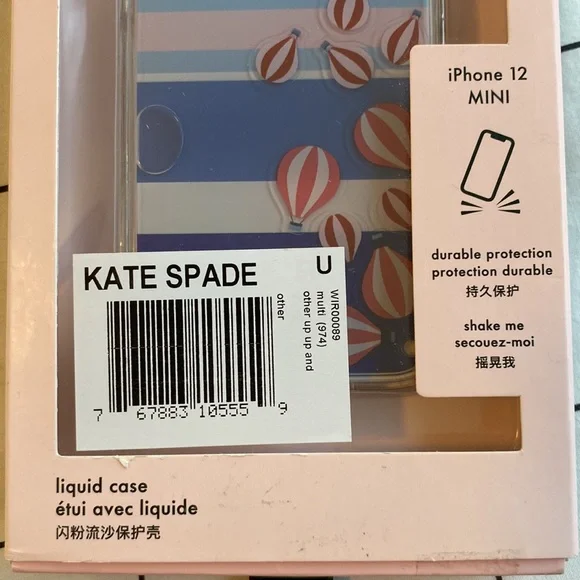 iPhone 12
MINI
durable protection
protection durable
持久保护
shake me
secouez-moi
摇晃我
KATE SPADE
U
WIR00089
multi (974)
other up up and
other
7 67883 10555 9
liquid case
étui avec liquide
闪粉流沙保护壳